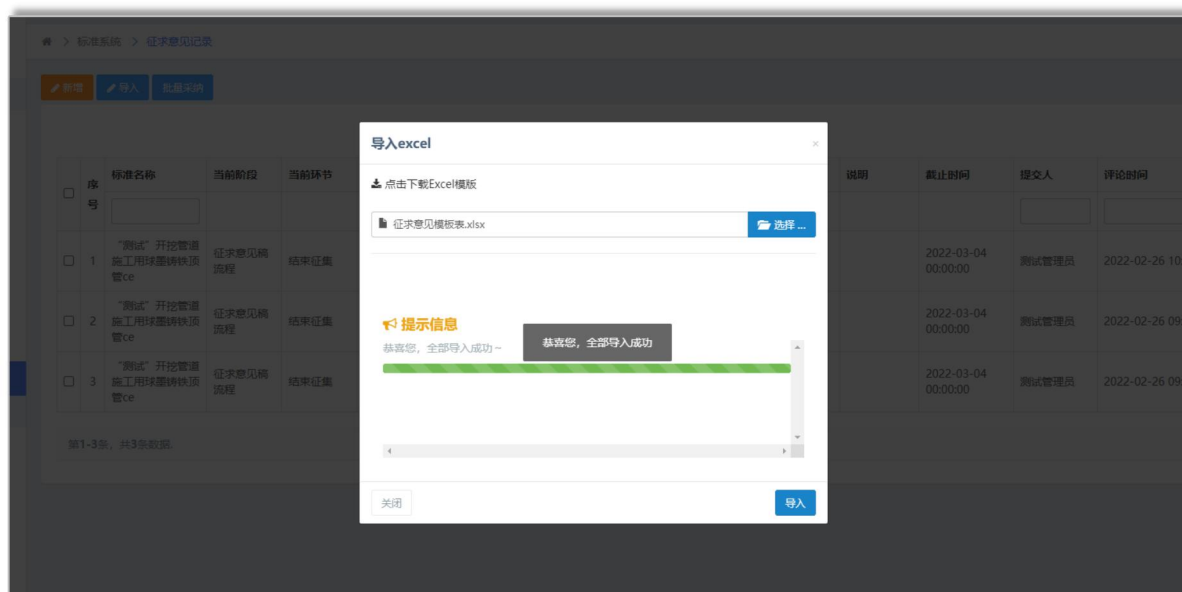 > 标准系统 > 征求意见记录
新增 导入 批量采纳
导入excel ×
点击下载Excel模版
征求意见模板表.xlsx 选择 ...
序号 标准名称 当前阶段 当前环节 说明 截止时间 提交人 评论时间
1 “测试”开挖管道施工用球墨铸铁顶管ce 征求意见稿流程 结束征集 2022-03-04 00:00:00 测试管理员 2022-02-26 10
2 “测试”开挖管道施工用球墨铸铁顶管ce 征求意见稿流程 结束征集 2022-03-04 00:00:00 测试管理员 2022-02-26 09
3 “测试”开挖管道施工用球墨铸铁顶管ce 征求意见稿流程 结束征集 2022-03-04 00:00:00 测试管理员 2022-02-26 09
提示信息
恭喜您，全部导入成功~
恭喜您，全部导入成功
第1-3条，共3条数据.
关闭 导入